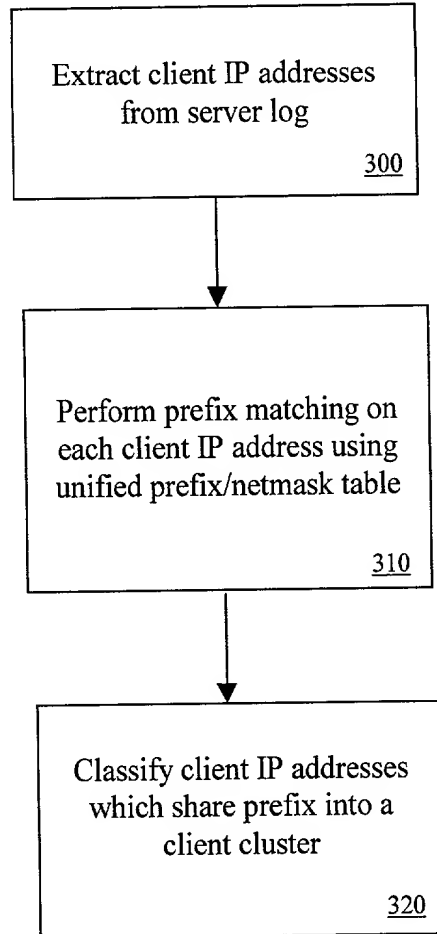 Extract client IP addresses
from server log
300
Perform prefix matching on
each client IP address using
unified prefix/netmask table
310
Classify client IP addresses
which share prefix into a
client cluster
320